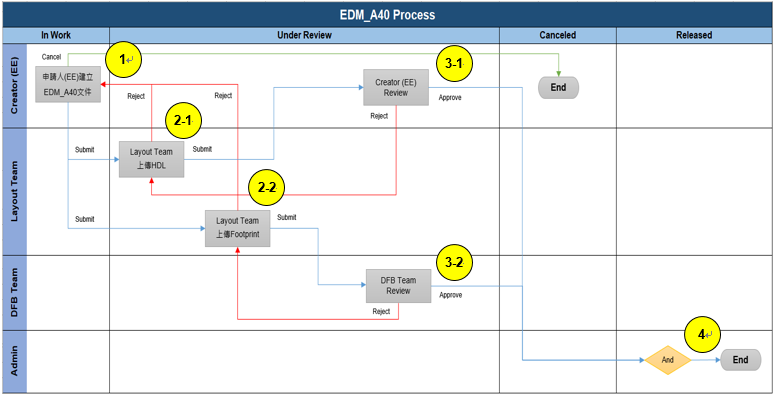 EDM_A40 Process
In Work
Under Review
Canceled
Released
Creator (EE)
Cancel
1
申請人(EE)建立
EDM_A40文件
3-1
Creator (EE)
Review
Approve
End
Reject
Reject
Reject
2-1
Layout Team
Submit
Layout Team
上傳HDL
Submit
2-2
Submit
Layout Team
上傳Footprint
Submit
DFB Team
3-2
DFB Team
Review
Approve
Reject
Admin
4
And
End